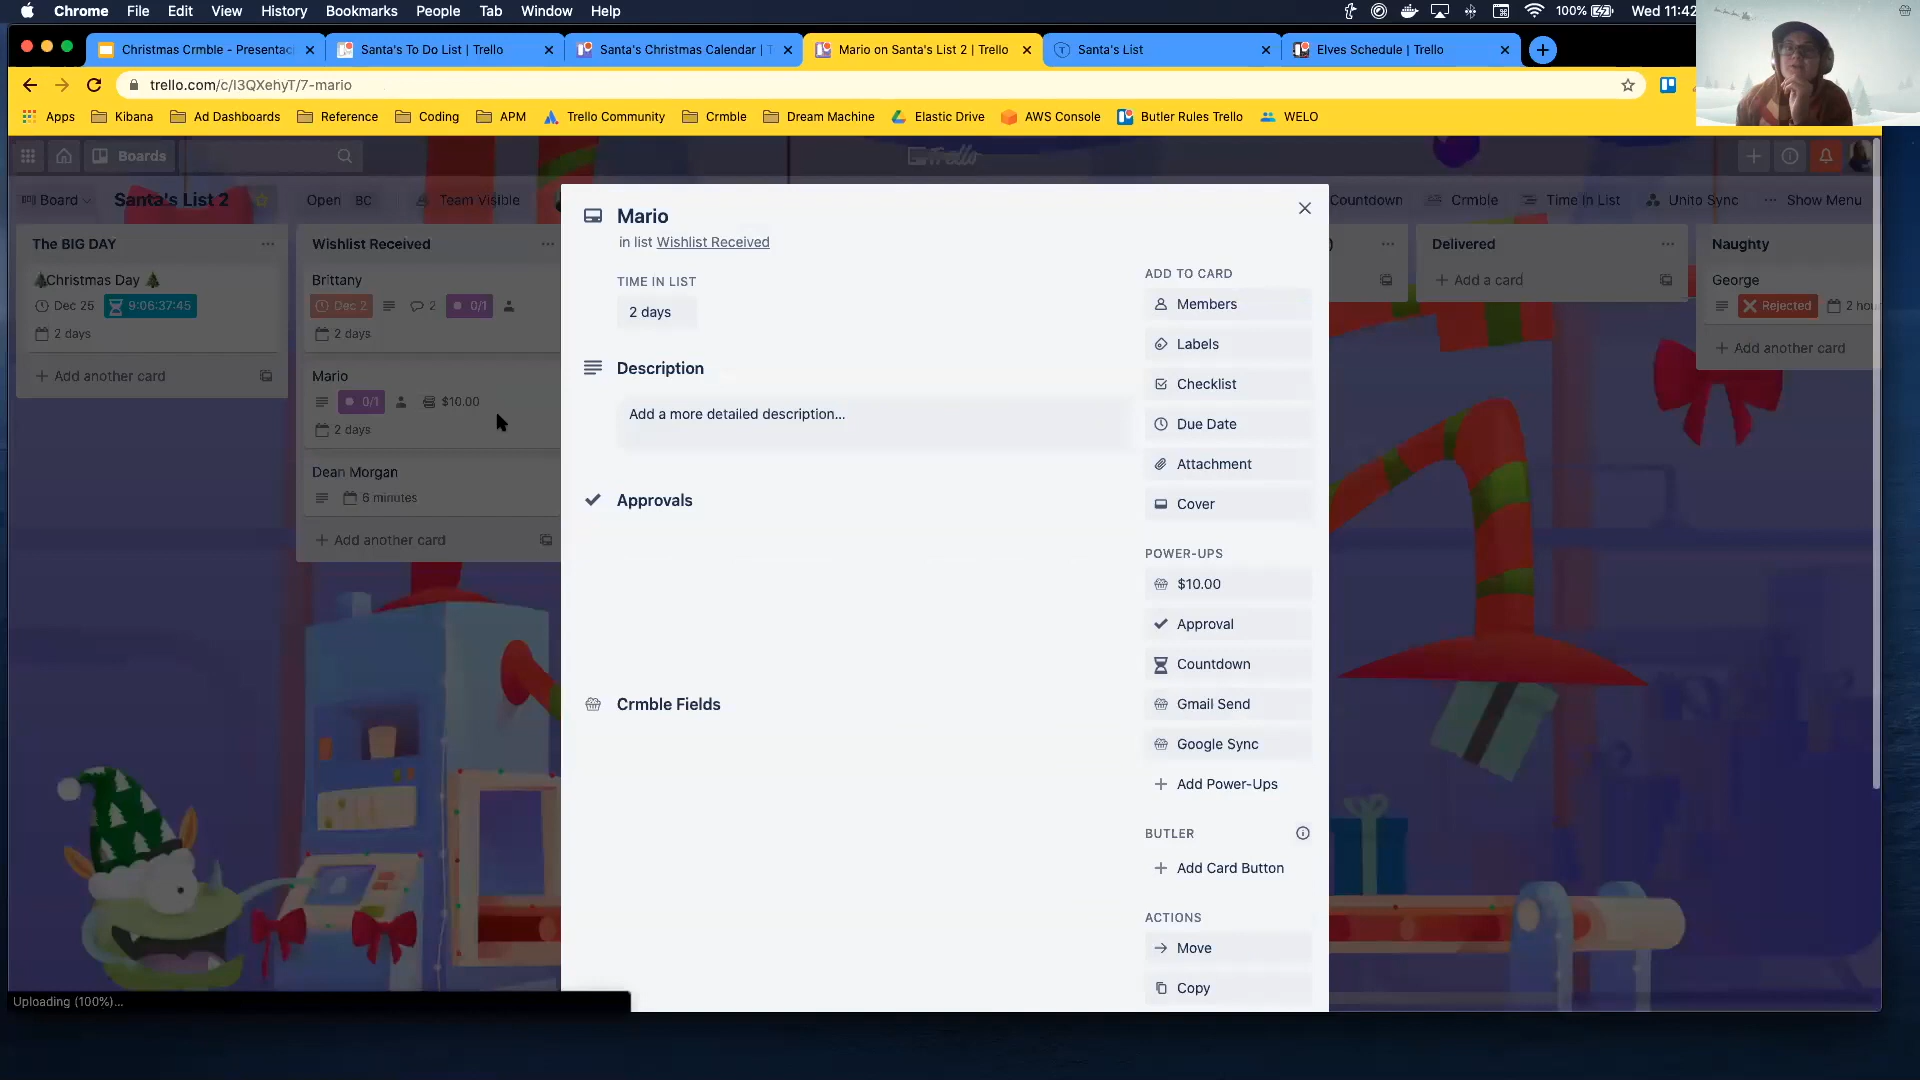 Chrome File Edit View History Bookmarks People Tab Window Help 100% Wed 11:42
Christmas Crmble - Presentac Santa's To Do List | Trello Santa's Christmas Calendar | T Mario on Santa's List 2 | Trello Santa's List Elves Schedule | Trello
trello.com/c/I3QXehyT/7-mario
Apps Kibana Ad Dashboards Reference Coding APM Trello Community Crmble Dream Machine Elastic Drive AWS Console Butler Rules Trello WELO
Boards Trello
Board Santa's List 2 Open BC Team Visible Countdown Crmble Time In List Unito Sync Show Menu
The BIG DAY
Christmas Day
Dec 25 9:06:37:45
2 days
+ Add another card
Wishlist Received
Brittany
Dec 2 2 0/1
2 days
Mario
0/1 $10.00
2 days
Dean Morgan
6 minutes
+ Add another card
Mario
in list Wishlist Received
TIME IN LIST
2 days
Description
Add a more detailed description...
Approvals
Crmble Fields
ADD TO CARD
Members
Labels
Checklist
Due Date
Attachment
Cover
POWER-UPS
$10.00
Approval
Countdown
Gmail Send
Google Sync
+ Add Power-Ups
BUTLER
+ Add Card Button
ACTIONS
Move
Copy
Delivered
+ Add a card
Naughty
George
Rejected 2 hou
+ Add another card
Uploading (100%)...